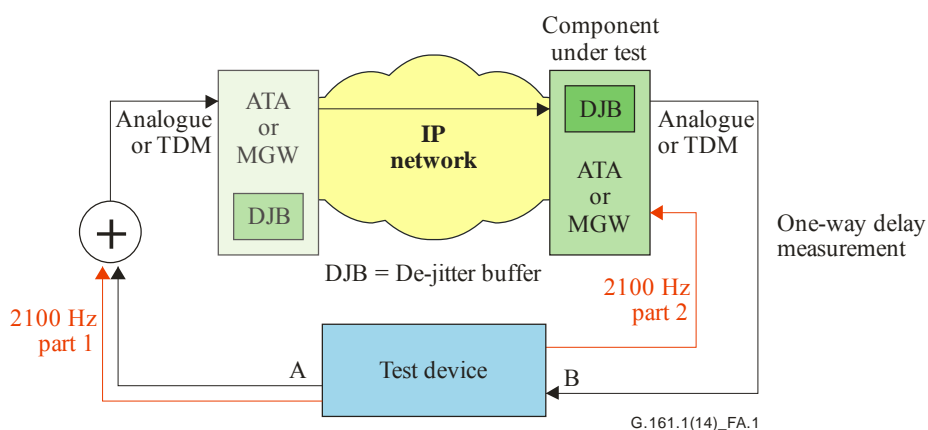 Component
under test
ATA
or
MGW
DJB
Analogue
or TDM
IP
network
DJB
ATA
or
MGW
Analogue
or TDM
+
One-way delay
measurement
DJB = De-jitter buffer
2100 Hz
part 1
2100 Hz
part 2
A
Test device
B
G.161.1(14)_FA.1